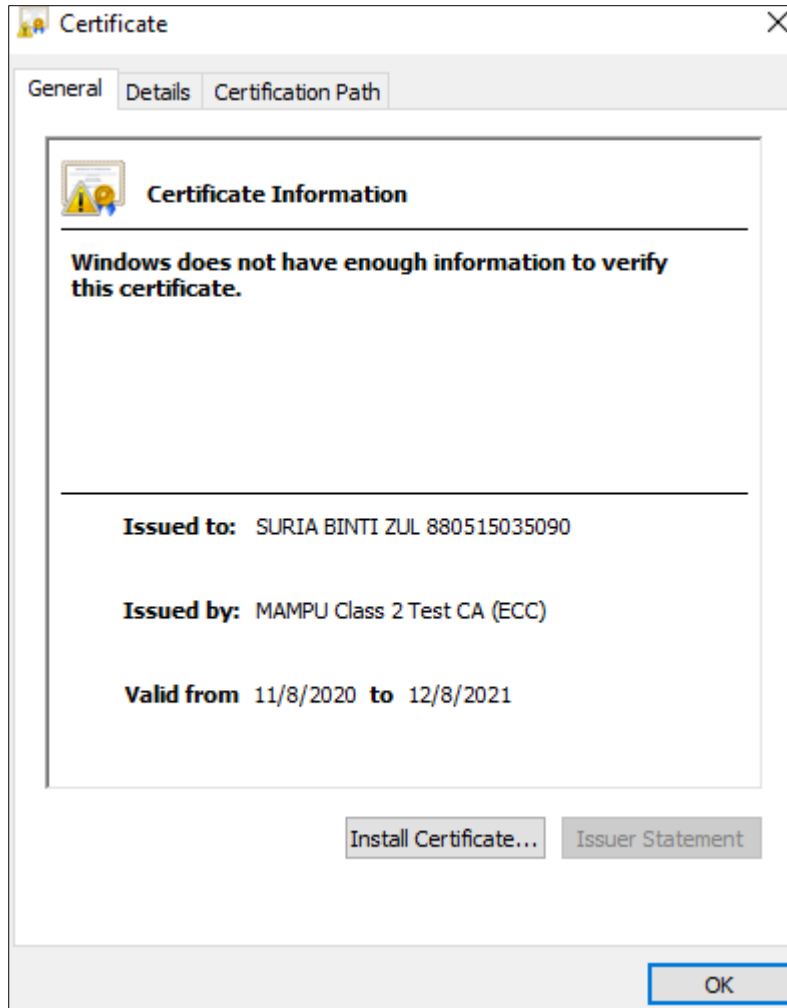 Certificate
General Details Certification Path
Certificate Information
Windows does not have enough information to verify
this certificate.
Issued to: SURIA BINTI ZUL 880515035090
Issued by: MAMPU Class 2 Test CA (ECC)
Valid from 11/8/2020 to 12/8/2021
Install Certificate... Issuer Statement
OK